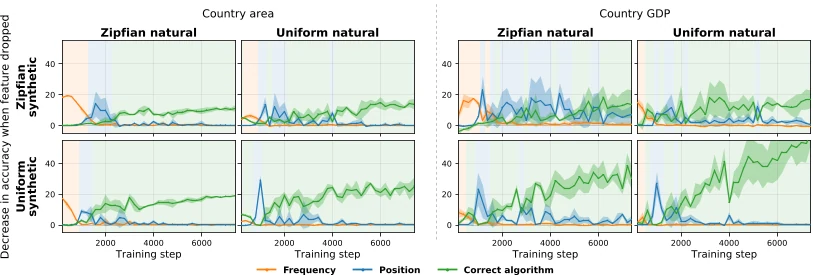 Country area
Country GDP
Zipfian natural
Uniform natural
Zipfian natural
Uniform natural
Decrease in accuracy when feature dropped
Zipfian
synthetic
40
20
0
Uniform
synthetic
40
20
0
40
20
0
40
20
0
2000 4000 6000
2000 4000 6000
2000 4000 6000
2000 4000 6000
Training step
Training step
Training step
Training step
Frequency Position Correct algorithm